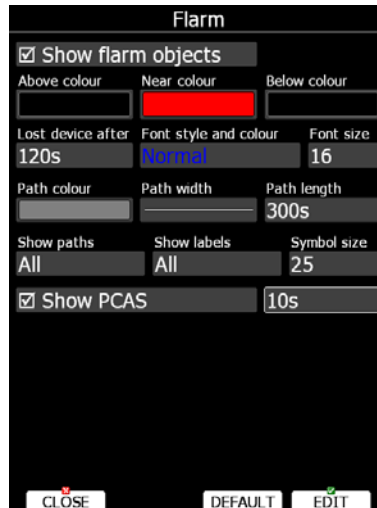 Flarm
Show flarm objects
Above colour Near colour Below colour
Lost device after Font style and colour Font size
120s Normal 16
Path colour Path width Path length
300s
Show paths Show labels Symbol size
All All 25
Show PCAS 10s
CLOSE DEFAULT EDIT